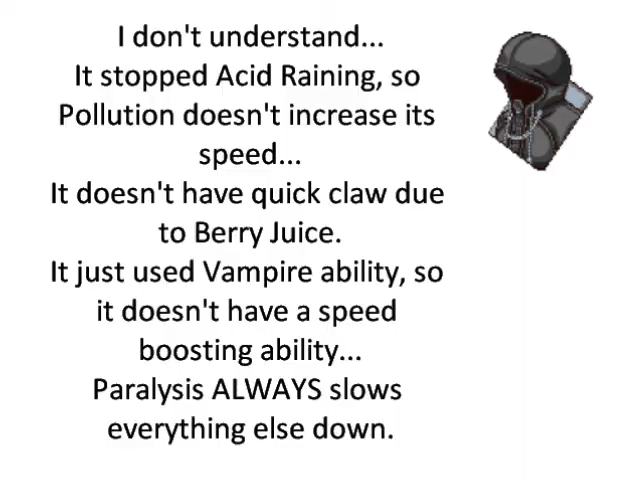 I don't understand...
It stopped Acid Raining, so
Pollution doesn't increase its
speed...
It doesn't have quick claw due
to Berry Juice.
It just used Vampire ability, so
it doesn't have a speed
boosting ability...
Paralysis ALWAYS slows
everything else down.